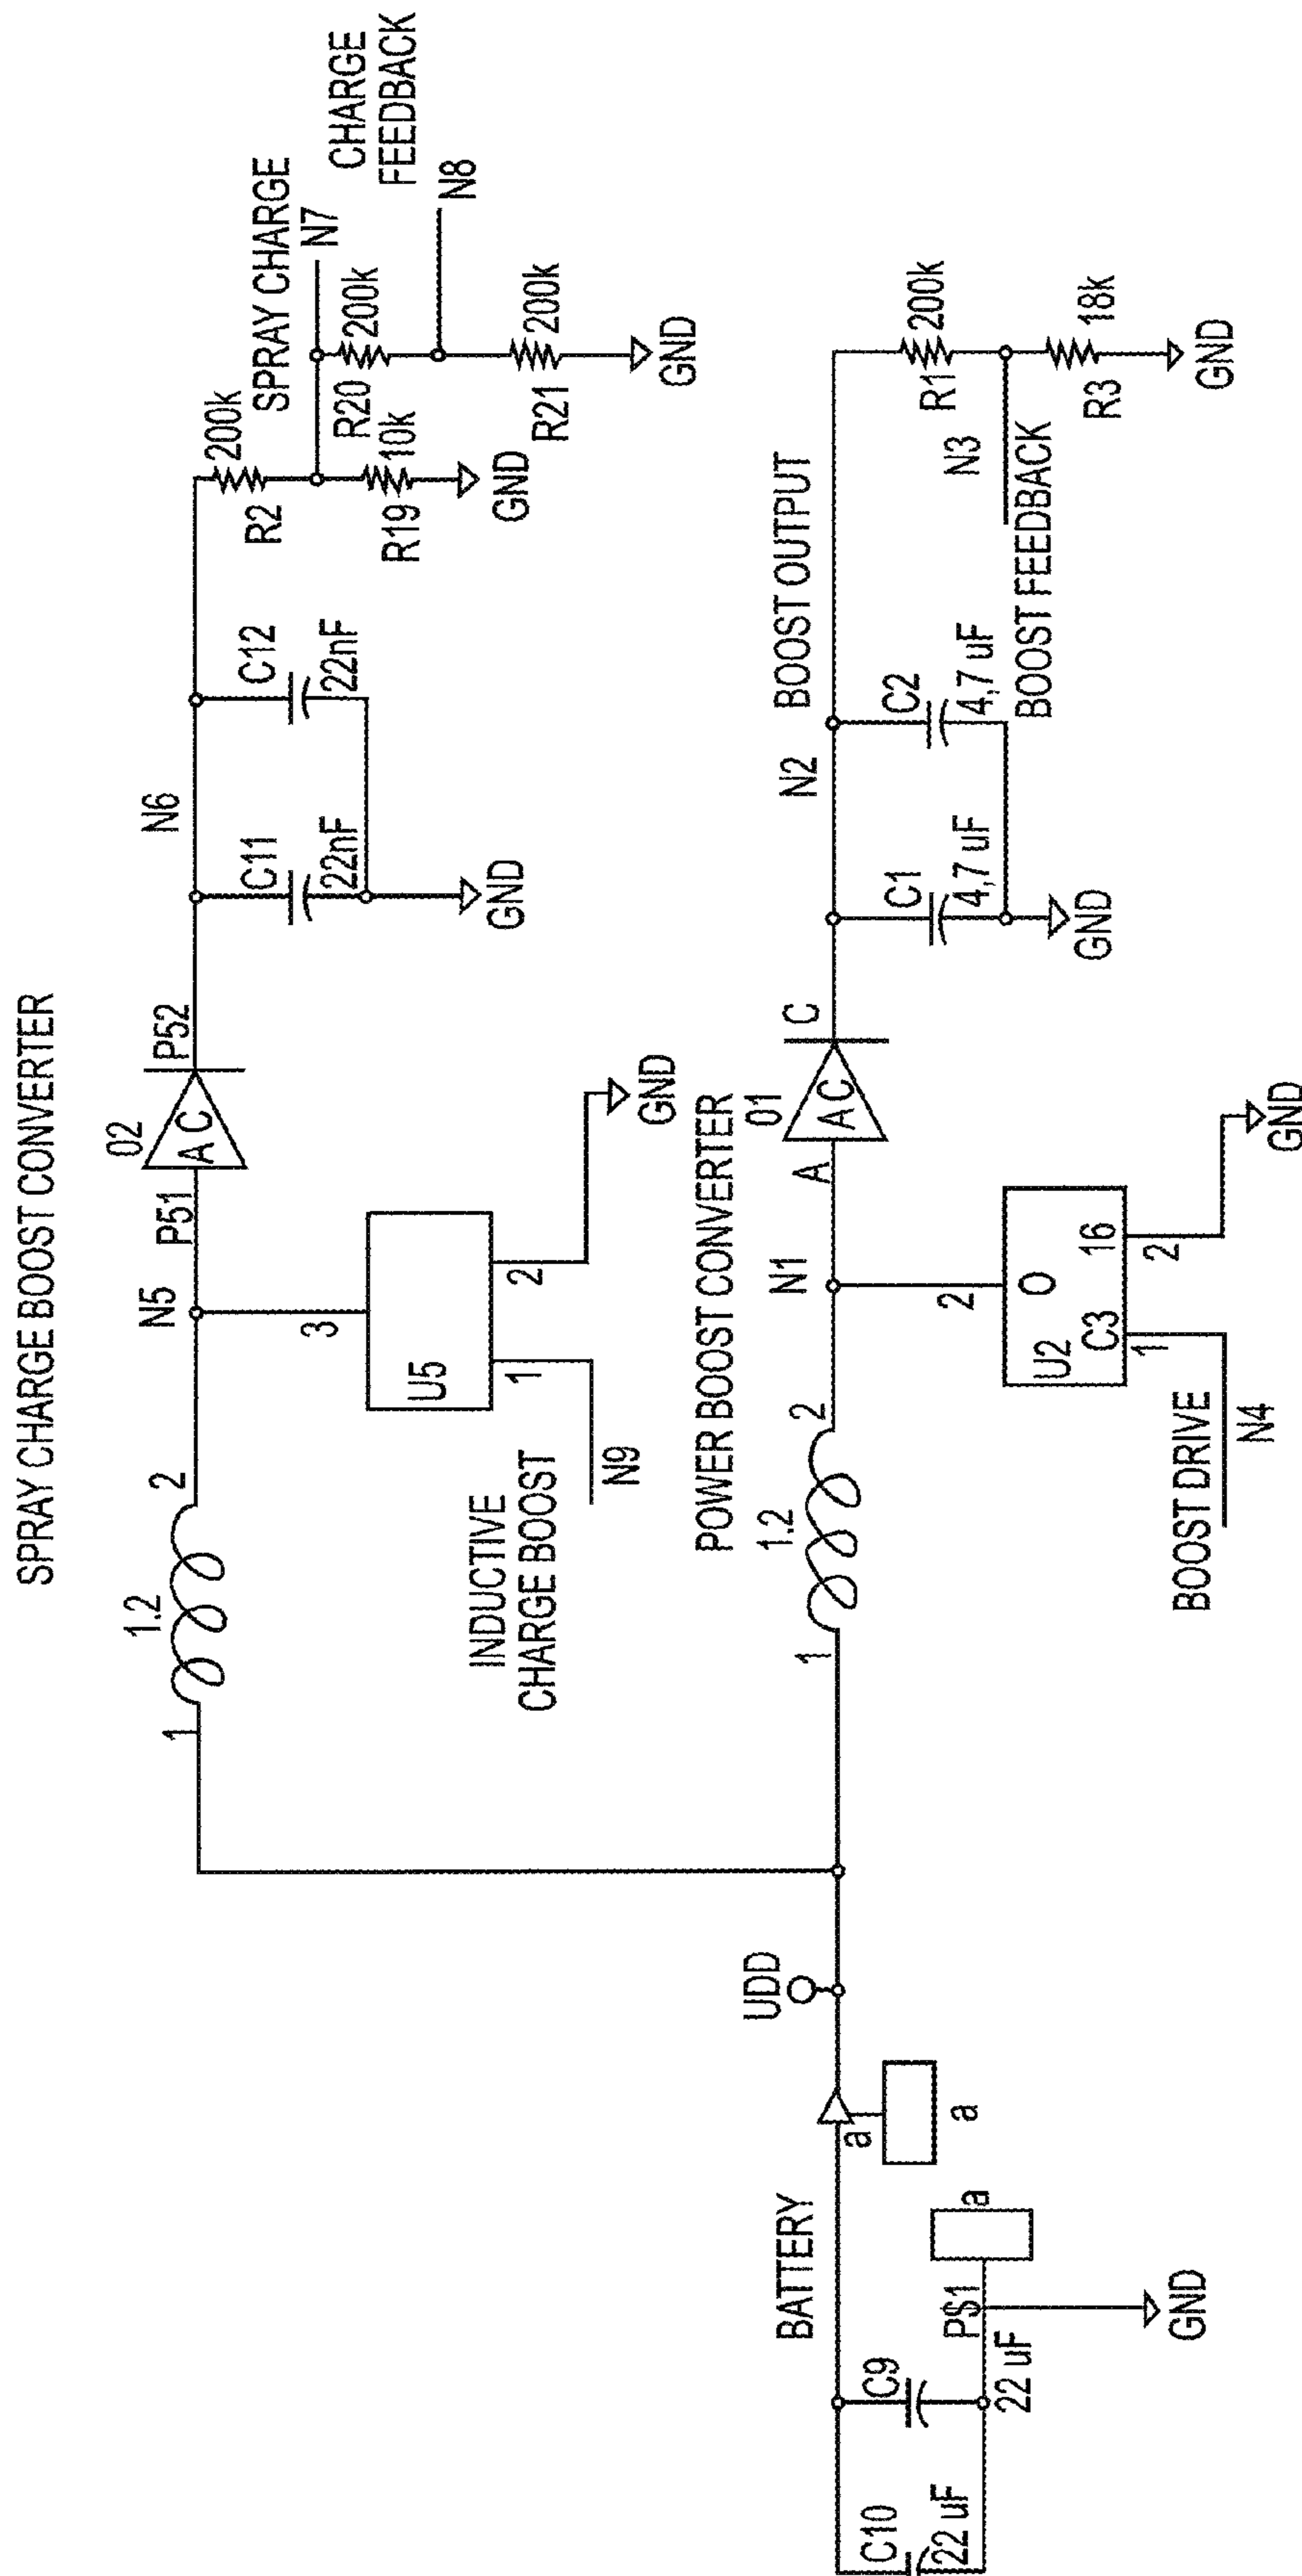 SPRAY CHARGE BOOST CONVERTER
1
1.2
2
N5
P51
02
A C
P52
N6
C11
22nF
C12
22nF
GND
200k
R2
SPRAY CHARGE
N7
R19
10k
GND
R20
200k
CHARGE
FEEDBACK
N8
R21
200k
GND
3
U5
1
2
GND
INDUCTIVE
CHARGE BOOST
N9
POWER BOOST CONVERTER
C10
22 uF
C9
22 uF
BATTERY
PS1
a
GND
a
a
UDD
1
1.2
2
N1
A
01
A C
C
N2
BOOST OUTPUT
C1
4,7 uF
C2
4,7 uF
GND
R1
200k
N3
BOOST FEEDBACK
R3
18k
GND
2
O
U2
C3
16
1
2
GND
BOOST DRIVE
N4